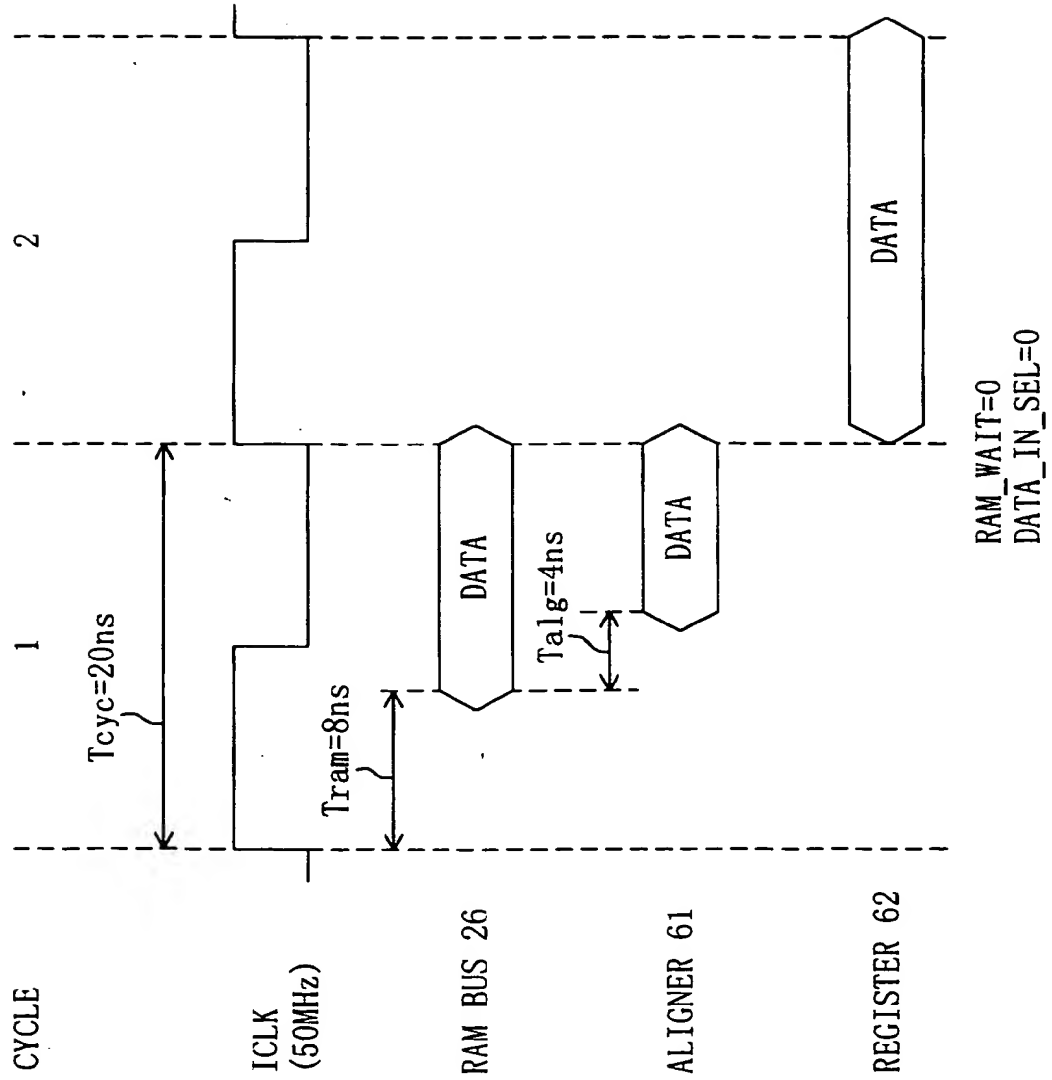 CYCLE 1 2
Tcyc=20ns
ICLK
(50MHz)
Tram=8ns
RAM BUS 26 DATA
Talg=4ns
ALIGNER 61 DATA
REGISTER 62 DATA
RAM_WAIT=0
DATA_IN_SEL=0